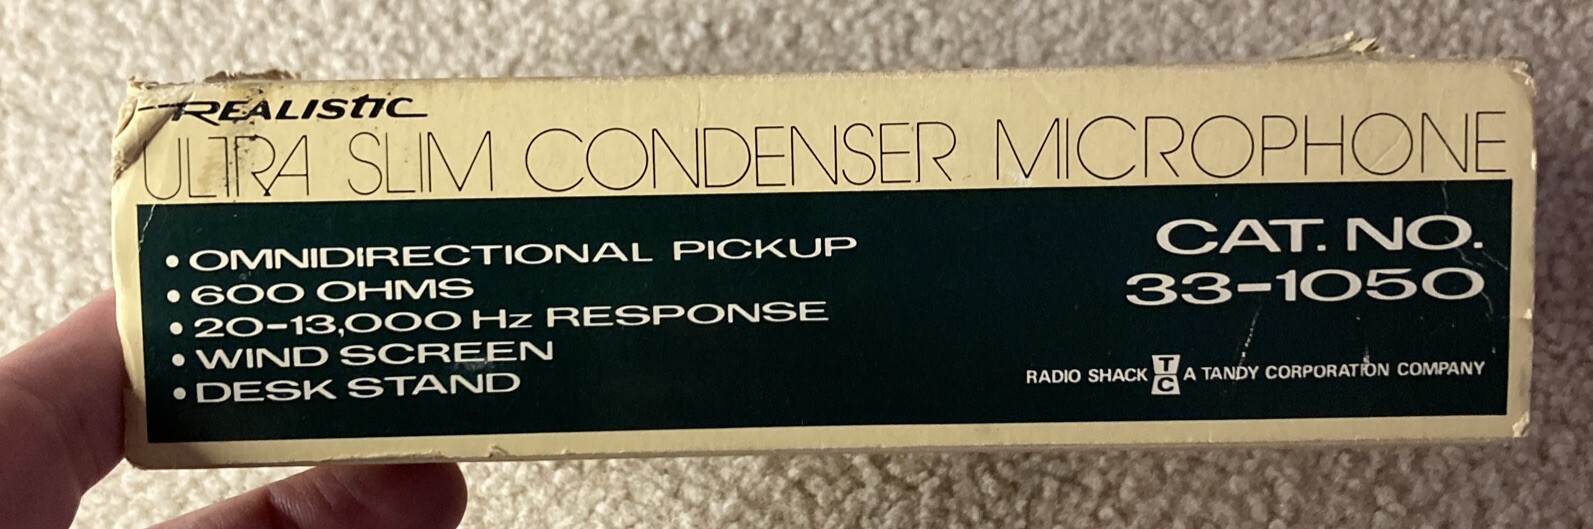 REALISTIC
ULTRA SLIM CONDENSER MICROPHONE
• OMNIDIRECTIONAL PICKUP
• 600 OHMS
• 20-13,000 Hz RESPONSE
• WIND SCREEN
• DESK STAND
CAT. NO.
33-1050
RADIO SHACK TC A TANDY CORPORATION COMPANY